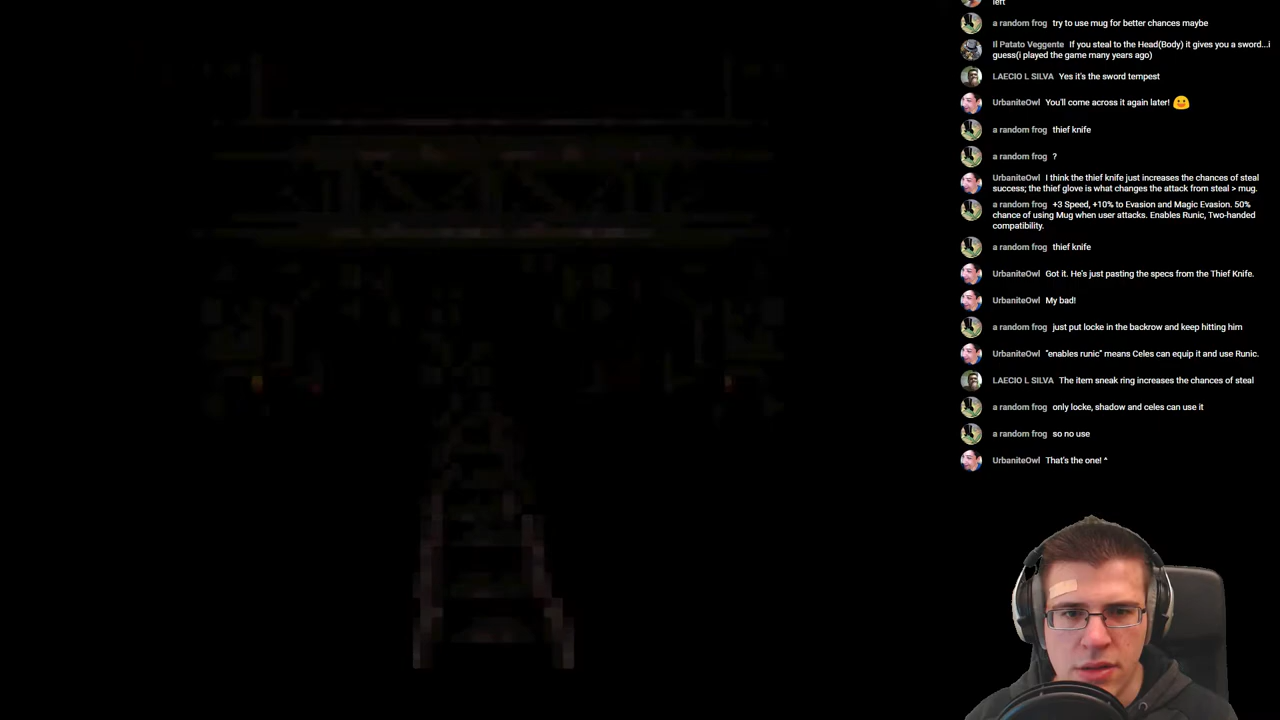 left
a random frog try to use mug for better chances maybe
Il Patato Veggente If you steal to the Head(Body) it gives you a sword...i
guess(i played the game many years ago)
LAECIO L SILVA Yes it's the sword tempest
UrbaniteOwl You'll come across it again later!
a random frog thief knife
a random frog ?
UrbaniteOwl I think the thief knife just increases the chances of steal
success; the thief glove is what changes the attack from steal > mug.
a random frog +3 Speed, +10% to Evasion and Magic Evasion. 50%
chance of using Mug when user attacks. Enables Runic, Two-handed
compatibility.
a random frog thief knife
UrbaniteOwl Got it. He's just pasting the specs from the Thief Knife.
UrbaniteOwl My bad!
a random frog just put locke in the backrow and keep hitting him
UrbaniteOwl "enables runic" means Celes can equip it and use Runic.
LAECIO L SILVA The item sneak ring increases the chances of steal
a random frog only locke, shadow and celes can use it
a random frog so no use
UrbaniteOwl That's the one! ^